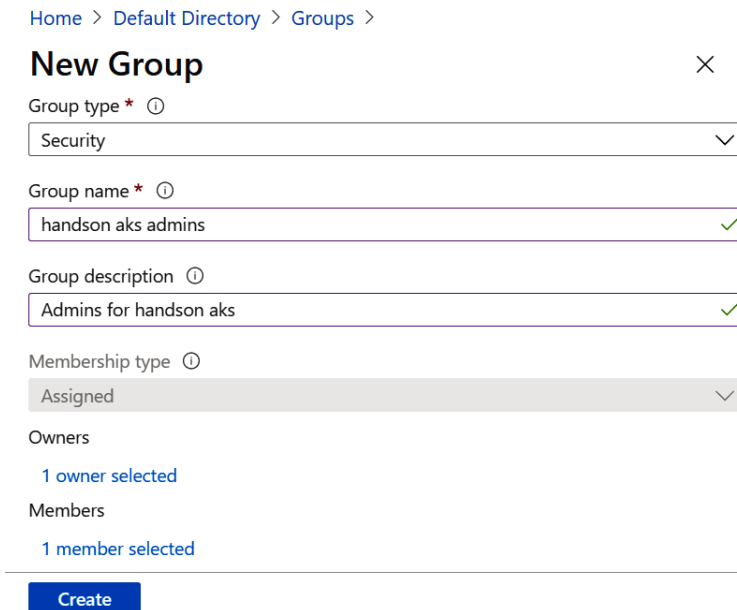 Home > Default Directory > Groups >
New Group
Group type *
Security
Group name *
handson aks admins
Group description
Admins for handson aks
Membership type
Assigned
Owners
1 owner selected
Members
1 member selected
Create